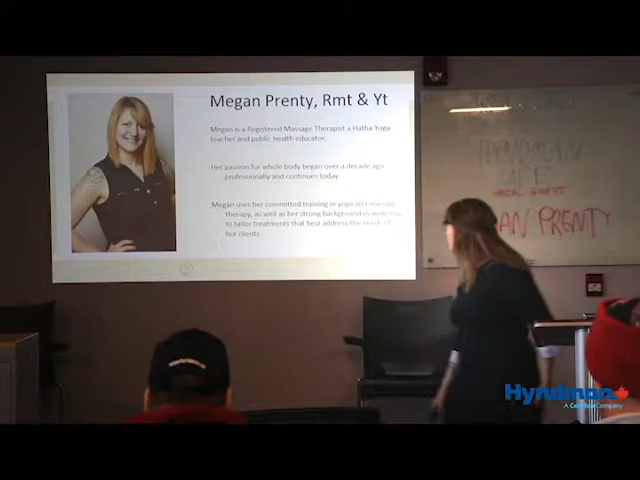 Megan Prenty, Rmt & Yt
Megan is a Registered Massage Therapist a Hatha Yoga
teacher and public health educator.
Her passion for whole body began over a decade ago
professionally and continues today
Megan uses her committed training in yoga and massage
therapy, as well as her strong background in
to tailor treatments that best address the needs of
her clients.
HYNDMAN
SAFE
GUEST
AN PRENTY
Hyndman
A Company